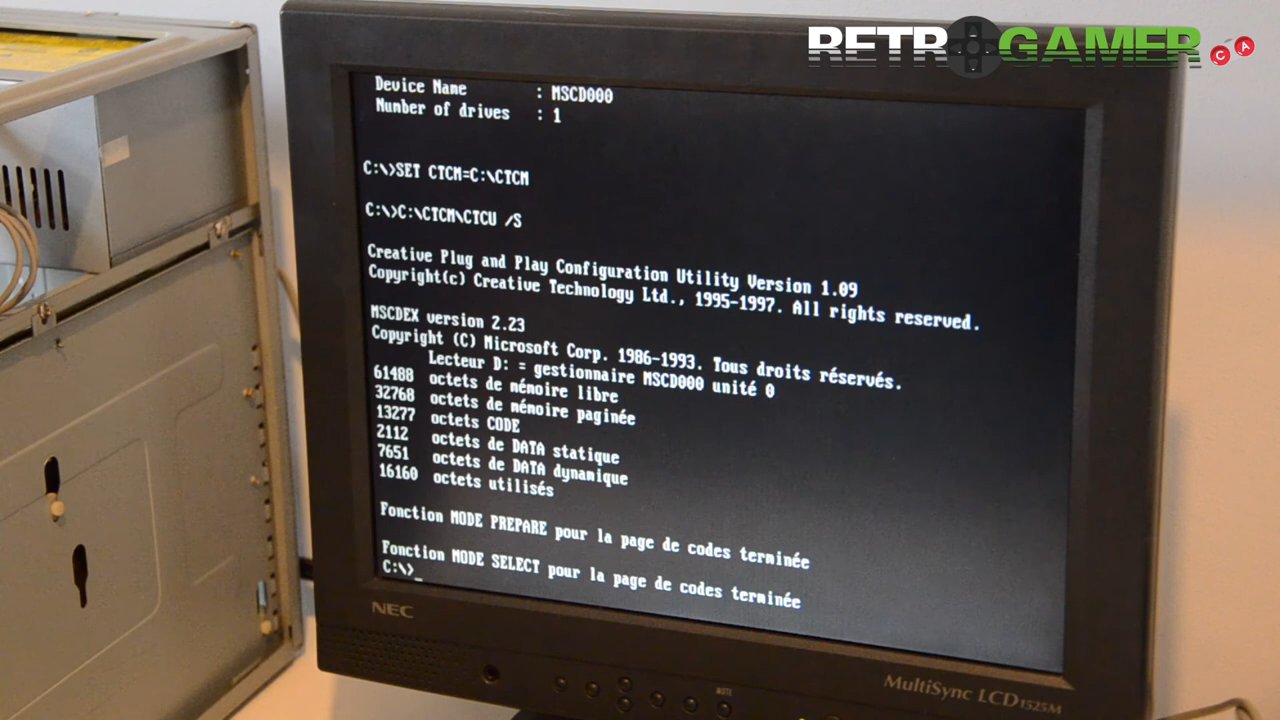 RETROGAMER.CA
Device Name : MSCD000
Number of drives : 1
C:\>SET CTCM=C:\CTCM
C:\>C:\CTCM\CTCU /S
Creative Plug and Play Configuration Utility Version 1.09
Copyright(c) Creative Technology Ltd., 1995-1997. All rights reserved.
MSCDEX version 2.23
Copyright (C) Microsoft Corp. 1986-1993. Tous droits réservés.
Lecteur D: = gestionnaire MSCD000 unité 0
61488 octets de mémoire libre
32768 octets de mémoire paginée
13277 octets CODE
2112 octets de DATA statique
7651 octets de DATA dynamique
16160 octets utilisés
Fonction MODE PREPARE pour la page de codes terminée
Fonction MODE SELECT pour la page de codes terminée
C:\>_
NEC
MUTE
MultiSync LCD1525M